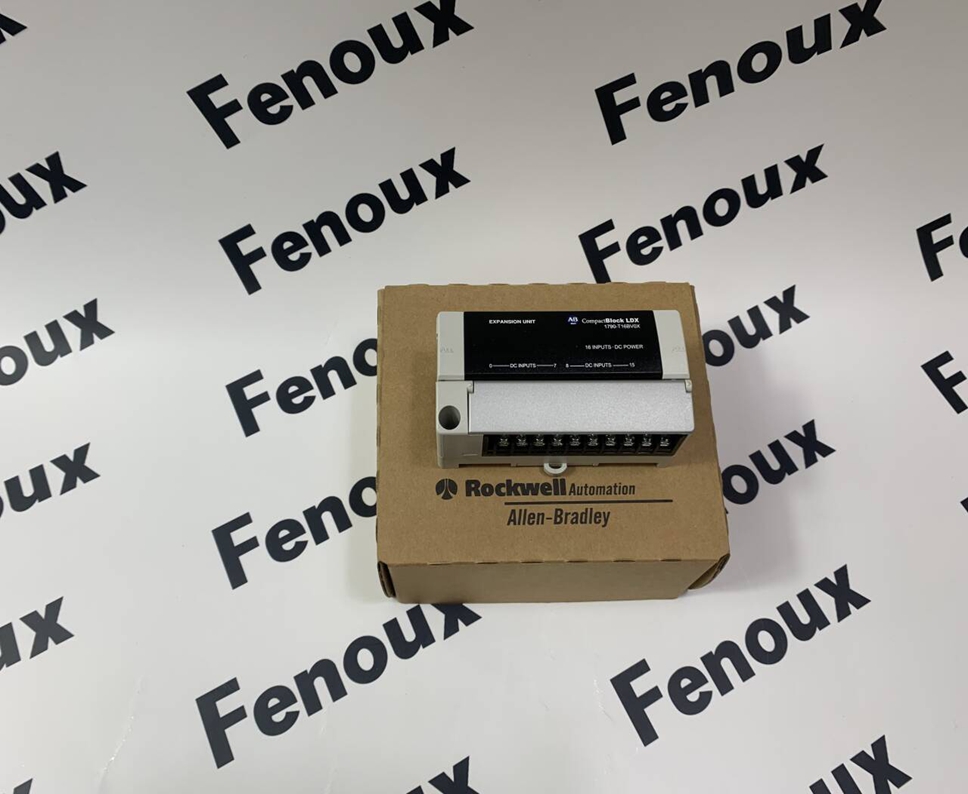 Fenoux
Fenoux
Fenoux
Fenoux
EXPANSION UNIT
AB CompactBlock LDX
1790-T16BV0X
16 INPUTS - DC POWER
0 DC INPUTS 7 8 DC INPUTS 15
Rockwell Automation
Allen-Bradley
Fenoux
Fenoux